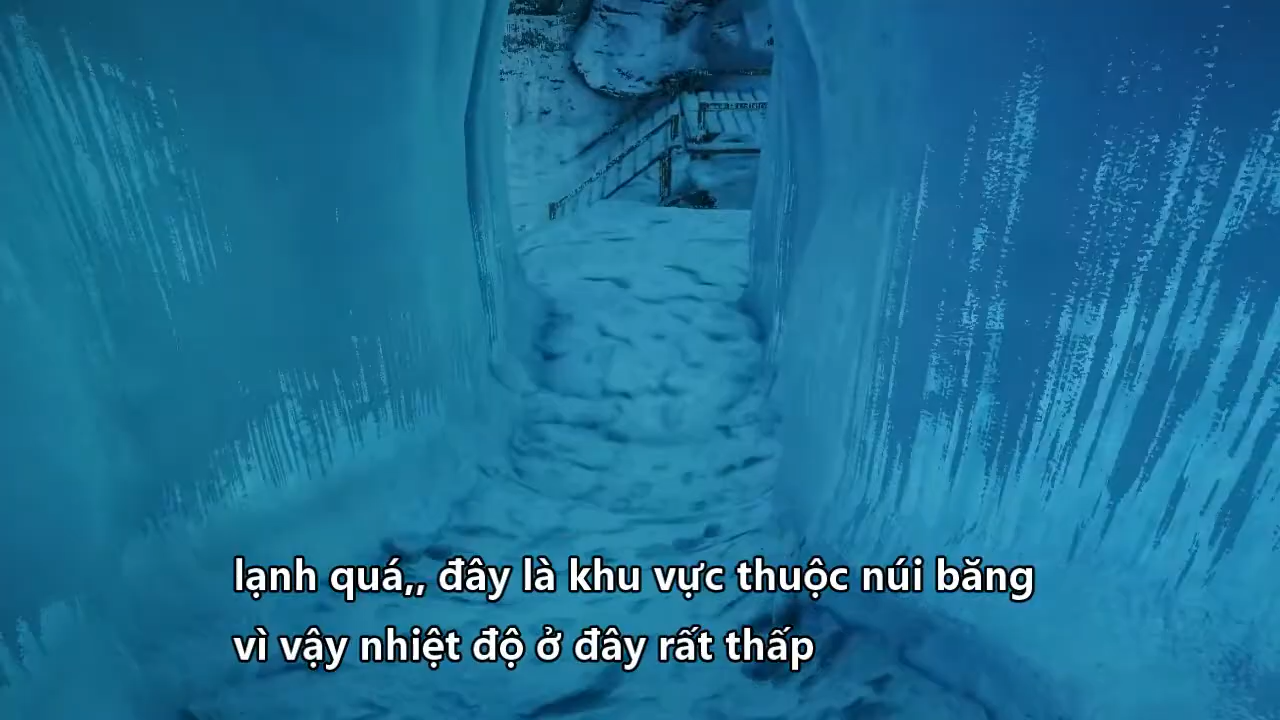 lạnh quá,, đây là khu vực thuộc núi băng
vì vậy nhiệt độ ở đây rất thấp